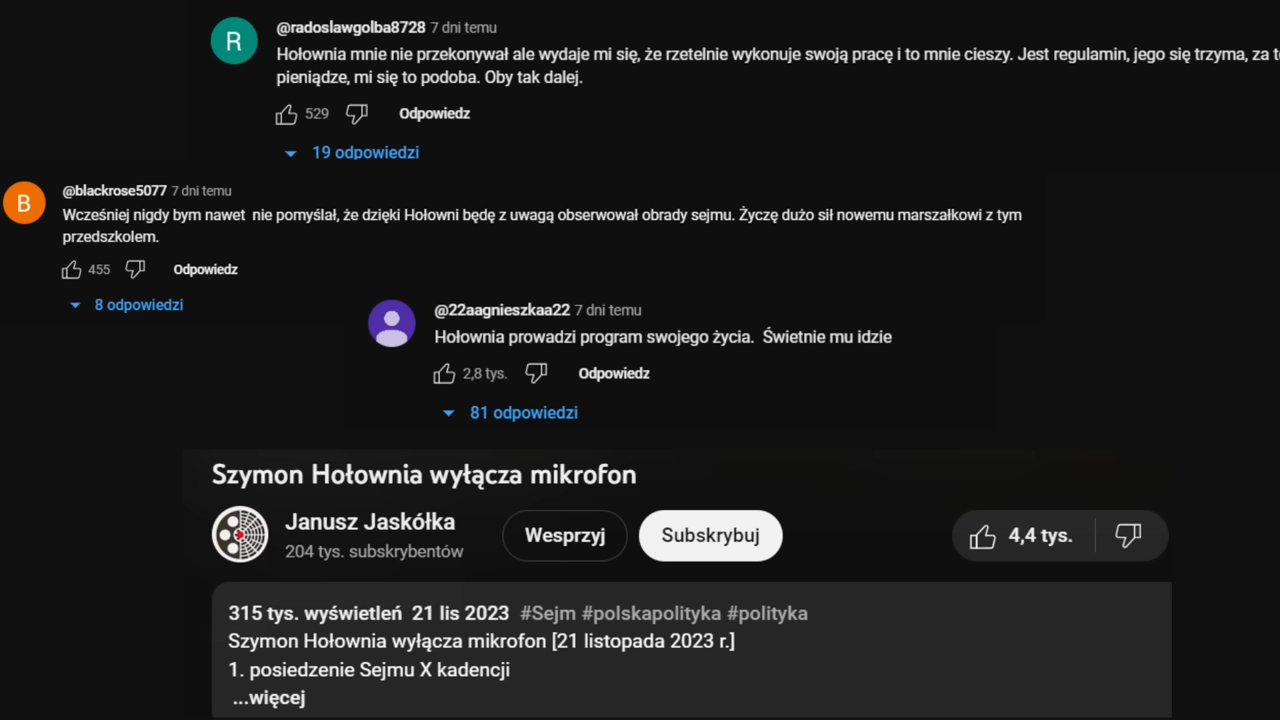 R
@radoslawgolba8728 7 dni temu
Hołownia mnie nie przekonywał ale wydaje mi się, że rzetelnie wykonuje swoją pracę i to mnie cieszy. Jest regulamin, jego się trzyma, za
pieniądze, mi się to podoba. Oby tak dalej.
529 Odpowiedz
19 odpowiedzi
B
@blackrose5077 7 dni temu
Wcześniej nigdy bym nawet nie pomyślał, że dzięki Hołowni będę z uwagą obserwował obrady sejmu. Życzę dużo sił nowemu marszałkowi z tym
przedszkolem.
455 Odpowiedz
8 odpowiedzi
@22aagnieszkaa22 7 dni temu
Hołownia prowadzi program swojego życia. Świetnie mu idzie
2,8 tys. Odpowiedz
81 odpowiedzi
Szymon Hołownia wyłącza mikrofon
Janusz Jaskółka
204 tys. subskrybentów
Wesprzyj Subskrybuj 4,4 tys.
315 tys. wyświetleń 21 lis 2023 #Sejm #polskapolityka #polityka
Szymon Hołownia wyłącza mikrofon [21 listopada 2023 r.]
1. posiedzenie Sejmu X kadencji
...więcej